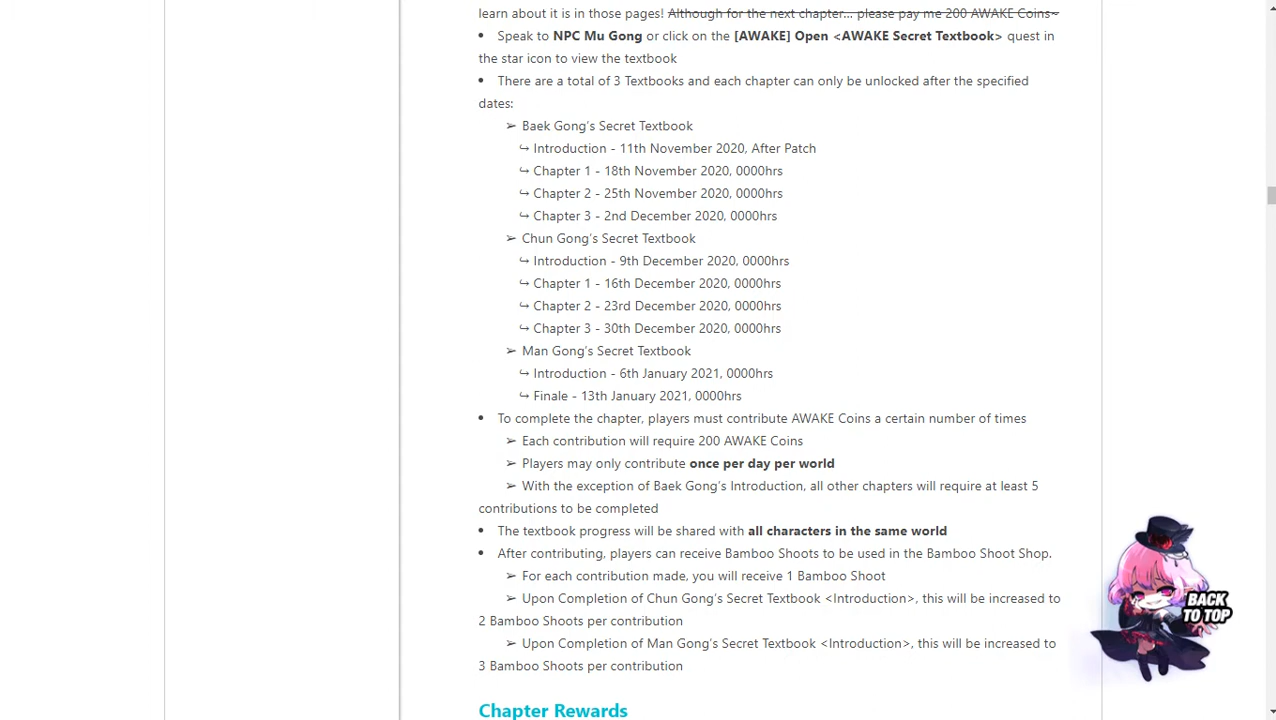 learn about it is in those pages! Although for the next chapter... please pay me 200 AWAKE Coins~
• Speak to NPC Mu Gong or click on the [AWAKE] Open <AWAKE Secret Textbook> quest in
the star icon to view the textbook
• There are a total of 3 Textbooks and each chapter can only be unlocked after the specified
dates:
➢ Baek Gong's Secret Textbook
↪ Introduction - 11th November 2020, After Patch
↪ Chapter 1 - 18th November 2020, 0000hrs
↪ Chapter 2 - 25th November 2020, 0000hrs
↪ Chapter 3 - 2nd December 2020, 0000hrs
➢ Chun Gong's Secret Textbook
↪ Introduction - 9th December 2020, 0000hrs
↪ Chapter 1 - 16th December 2020, 0000hrs
↪ Chapter 2 - 23rd December 2020, 0000hrs
↪ Chapter 3 - 30th December 2020, 0000hrs
➢ Man Gong's Secret Textbook
↪ Introduction - 6th January 2021, 0000hrs
↪ Finale - 13th January 2021, 0000hrs
• To complete the chapter, players must contribute AWAKE Coins a certain number of times
➢ Each contribution will require 200 AWAKE Coins
➢ Players may only contribute once per day per world
➢ With the exception of Baek Gong's Introduction, all other chapters will require at least 5
contributions to be completed
• The textbook progress will be shared with all characters in the same world
• After contributing, players can receive Bamboo Shoots to be used in the Bamboo Shoot Shop.
➢ For each contribution made, you will receive 1 Bamboo Shoot
➢ Upon Completion of Chun Gong's Secret Textbook <Introduction>, this will be increased to
2 Bamboo Shoots per contribution
➢ Upon Completion of Man Gong's Secret Textbook <Introduction>, this will be increased to
3 Bamboo Shoots per contribution
Chapter Rewards
BACK
TO TOP